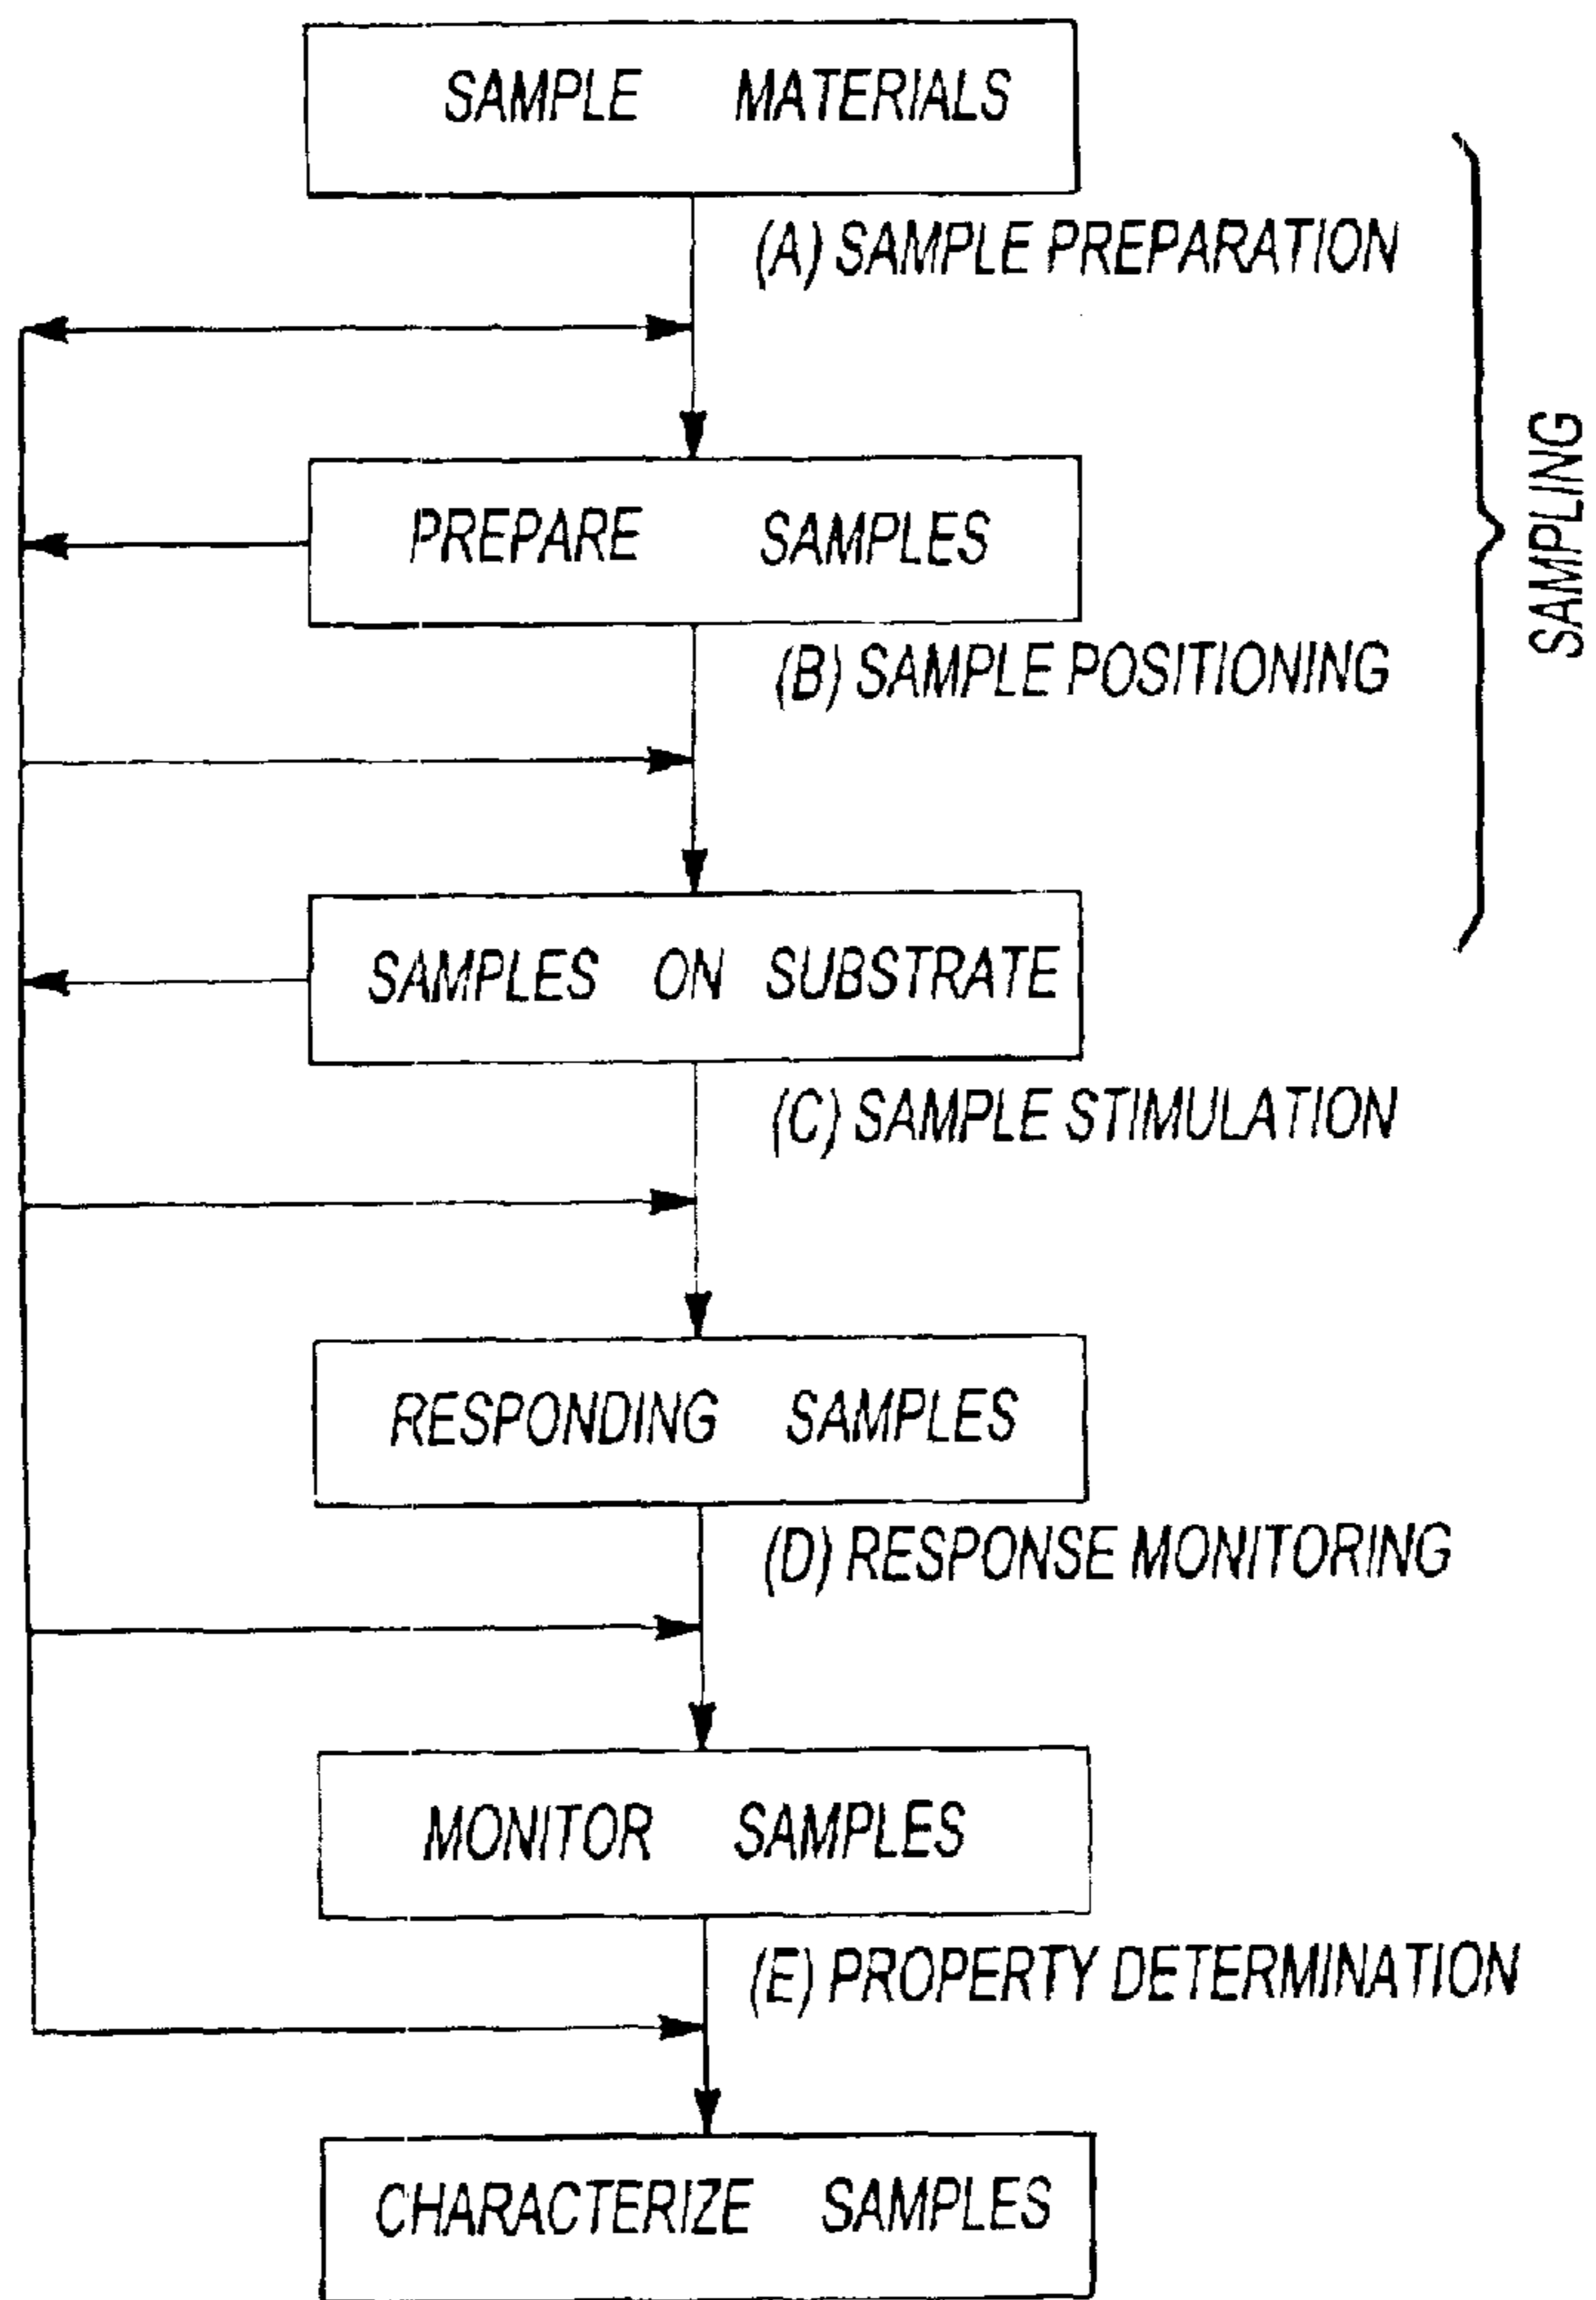 SAMPLE MATERIALS
(A) SAMPLE PREPARATION
PREPARE SAMPLES
(B) SAMPLE POSITIONING
SAMPLING
SAMPLES ON SUBSTRATE
(C) SAMPLE STIMULATION
RESPONDING SAMPLES
(D) RESPONSE MONITORING
MONITOR SAMPLES
(E) PROPERTY DETERMINATION
CHARACTERIZE SAMPLES